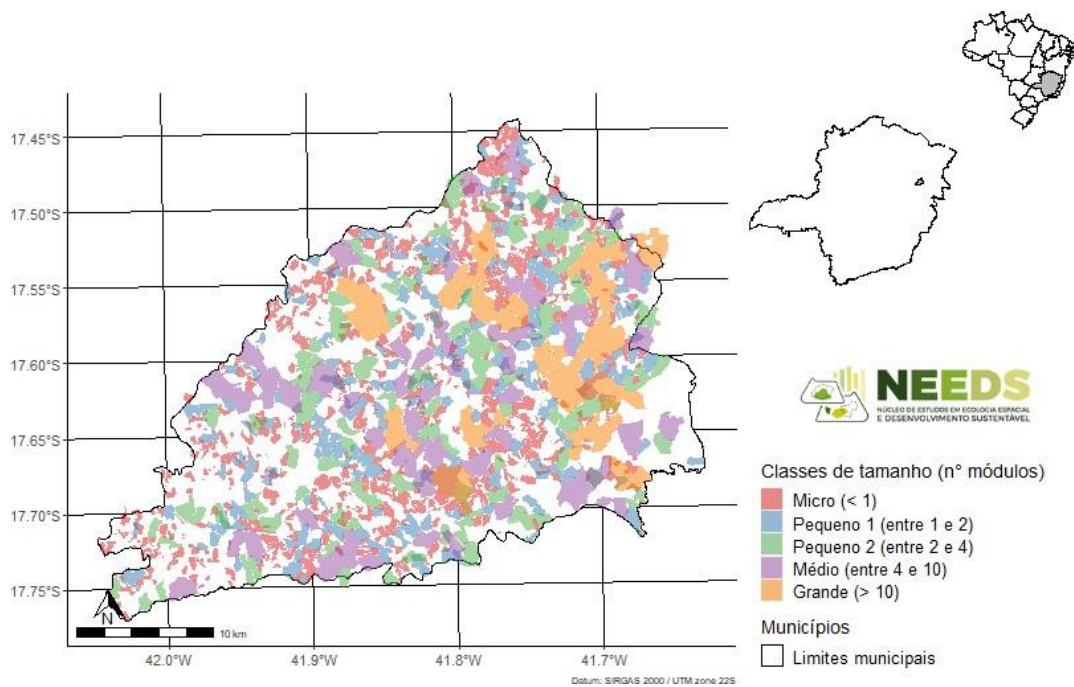 17.45°S
17.50°S
17.55°S
17.60°S
17.65°S
17.70°S
17.75°S
N
10 km
42.0°W
41.9°W
41.8°W
41.7°W
Datum: SIRGAS 2000 / UTM zone 22S
NEEDS
NÚCLEO DE ESTUDOS EM ECOLOGIA ESPACIAL
E DESENVOLVIMENTO SUSTENTÁVEL
Classes de tamanho (n° módulos)
Micro (< 1)
Pequeno 1 (entre 1 e 2)
Pequeno 2 (entre 2 e 4)
Médio (entre 4 e 10)
Grande (> 10)
Municípios
Limites municipais